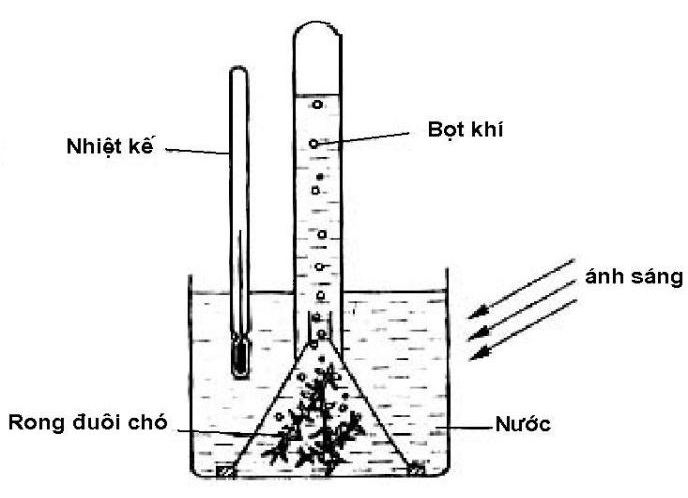 Bọt khí
Nhiệt kế
ánh sáng
Rong đuôi chó
Nước